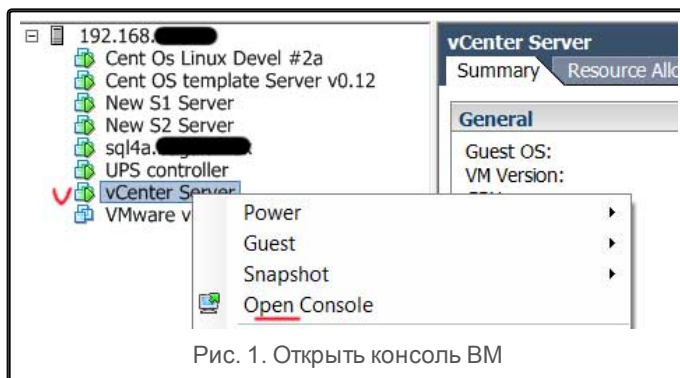 192.168.
Cent Os Linux Devel #2a
Cent OS template Server v0.12
New S1 Server
New S2 Server
sql4a.
UPS controller
vCenter Server
VMware v
vCenter Server
Summary Resource Allo
General
Guest OS:
VM Version:
Power
Guest
Snapshot
Open Console
Рис. 1. Открыть консоль ВМ